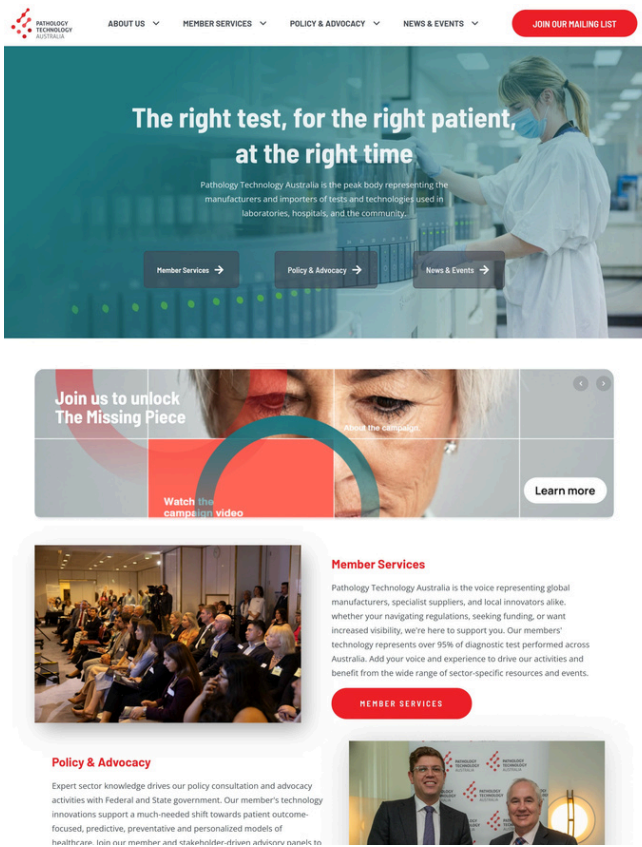 PATHOLOGY
TECHNOLOGY
AUSTRALIA
ABOUT US
MEMBER SERVICES
POLICY & ADVOCACY
NEWS & EVENTS
JOIN OUR MAILING LIST
The right test, for the right patient,
at the right time
Pathology Technology Australia is the peak body representing the
manufacturers and importers of tests and technologies used in
laboratories, hospitals, and the community.
Member Services
Policy & Advocacy
News & Events
Join us to unlock
The Missing Piece
About the campaign.
Watch the
campaign video
Learn more
Member Services
Pathology Technology Australia is the voice representing global
manufacturers, specialist suppliers, and local innovators alike.
whether your navigating regulations, seeking funding, or want
increased visibility, we're here to support you. Our members'
technology represents over 95% of diagnostic test performed across
Australia. Add your voice and experience to drive our activities and
benefit from the wide range of sector-specific resources and events.
MEMBER SERVICES
Policy & Advocacy
Expert sector knowledge drives our policy consultation and advocacy
activities with Federal and State government. Our member's technology
innovations support a much-needed shift towards patient outcome-
focused, predictive, preventative and personalized models of
healthcare. Join our member and stakeholder-driven advisory panels to
PATHOLOGY
TECHNOLOGY
AUSTRALIA
PATHOLOGY
TECHNOLOGY
AUSTRALIA